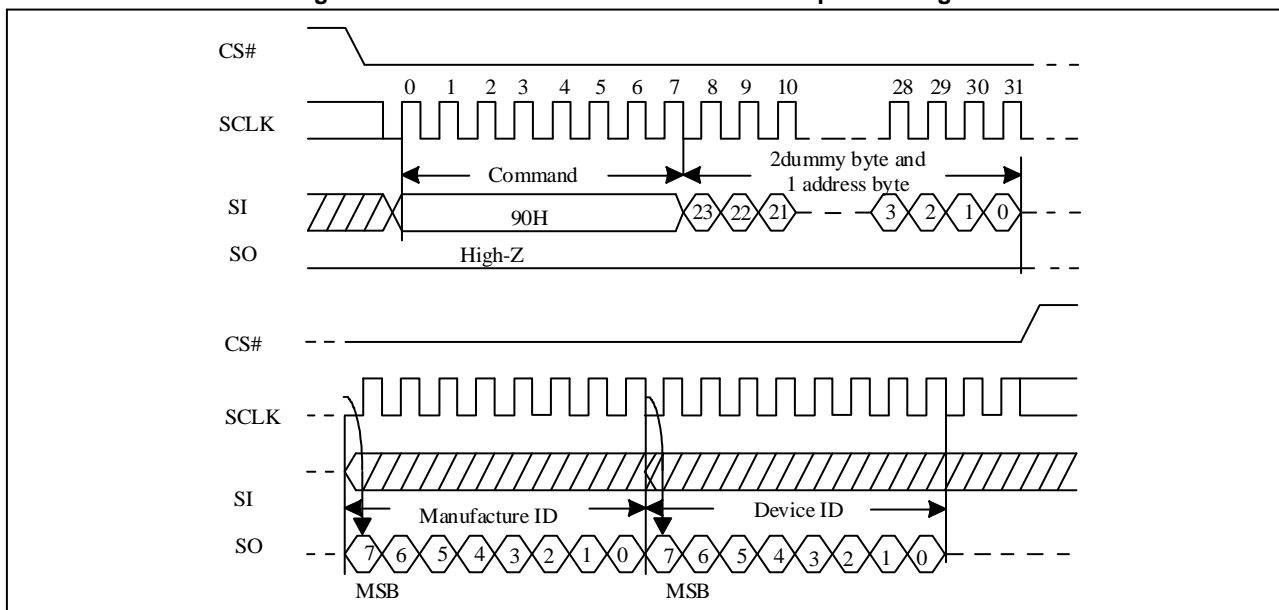 CS#
0 1 2 3 4 5 6 7 8 9 10 28 29 30 31
SCLK
Command
2dummy byte and
1 address byte
SI
90H
23 22 21 3 2 1 0
SO
High-Z
CS#
SCLK
SI
Manufacture ID
Device ID
SO
7 6 5 4 3 2 1 0 7 6 5 4 3 2 1 0
MSB MSB